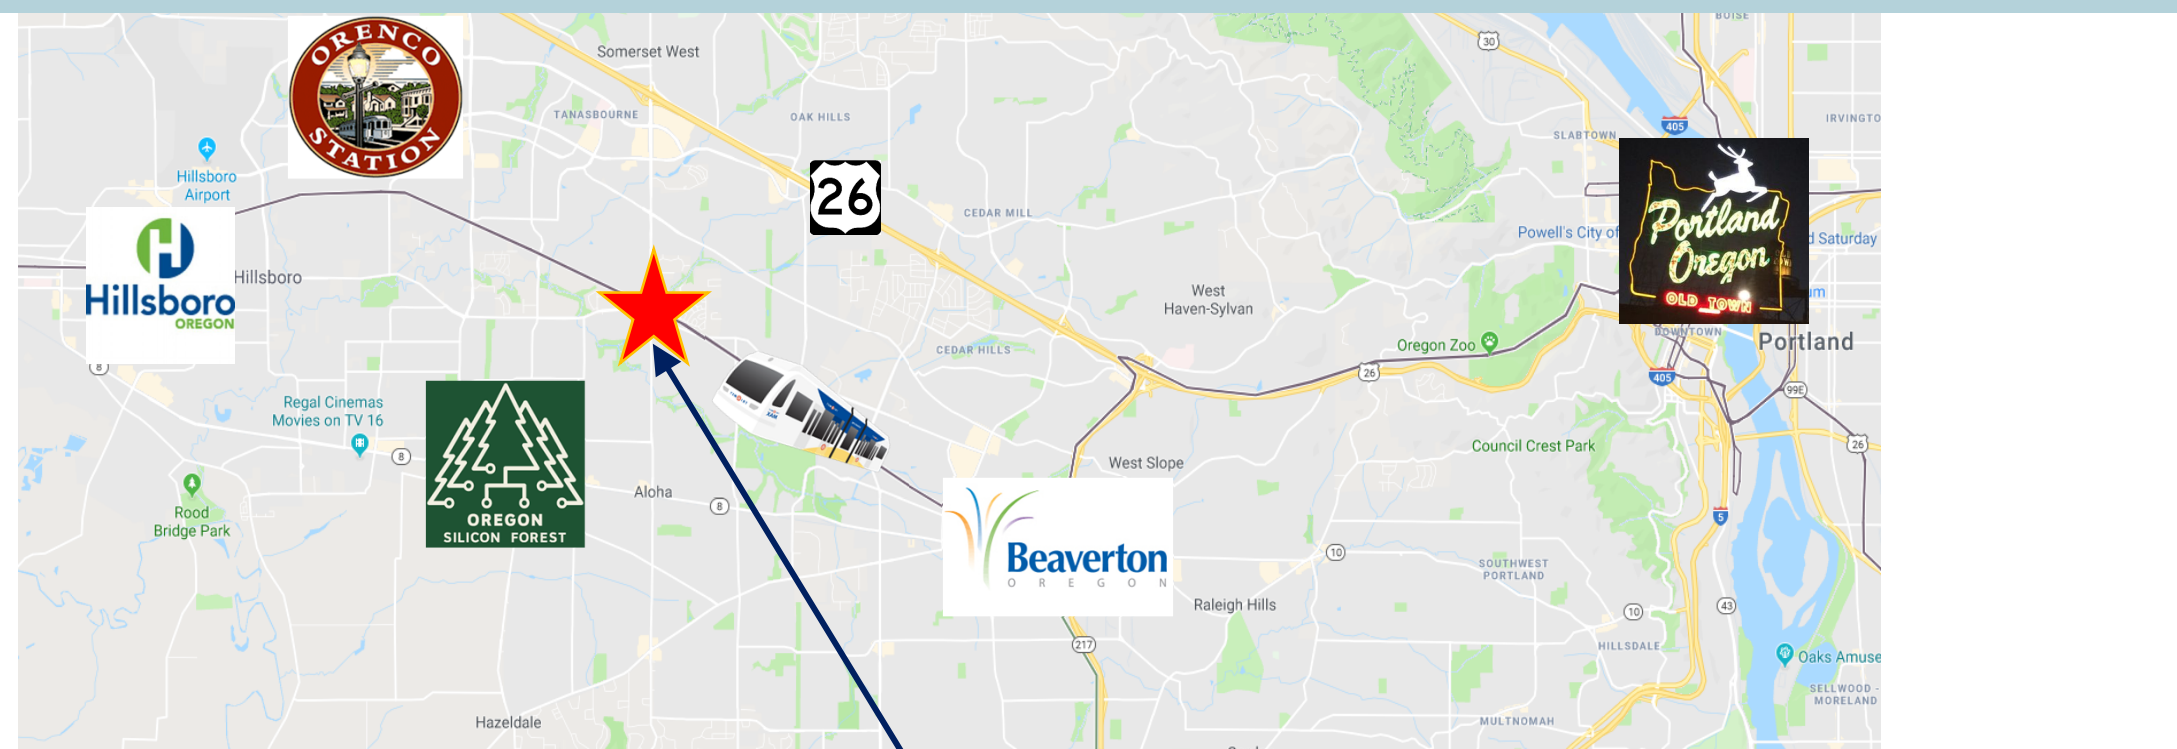 ORENCO
STATION
Somerset West
TANASBOURNE
OAK HILLS
Hillsboro
Airport
26
CEDAR MILL
30
BOISE
405
IRVINGTO
SLABTOWN
Powell's City of
Portland
Oregon
OLD TOWN
d Saturday
um
Hillsboro
OREGON
Hillsboro
8
West
Haven-Sylvan
CEDAR HILLS
Oregon Zoo
26
DOWNTOWN
Portland
405
99E
26
Regal Cinemas
Movies on TV 16
8
OREGON
SILICON FOREST
Rood
Bridge Park
Aloha
8
West Slope
Council Crest Park
5
Beaverton
OREGON
10
SOUTHWEST
PORTLAND
Raleigh Hills
10
43
217
HILLSDALE
Oaks Amuse
SELLWOOD -
MORELAND
Hazeldale
MULTNOMAH